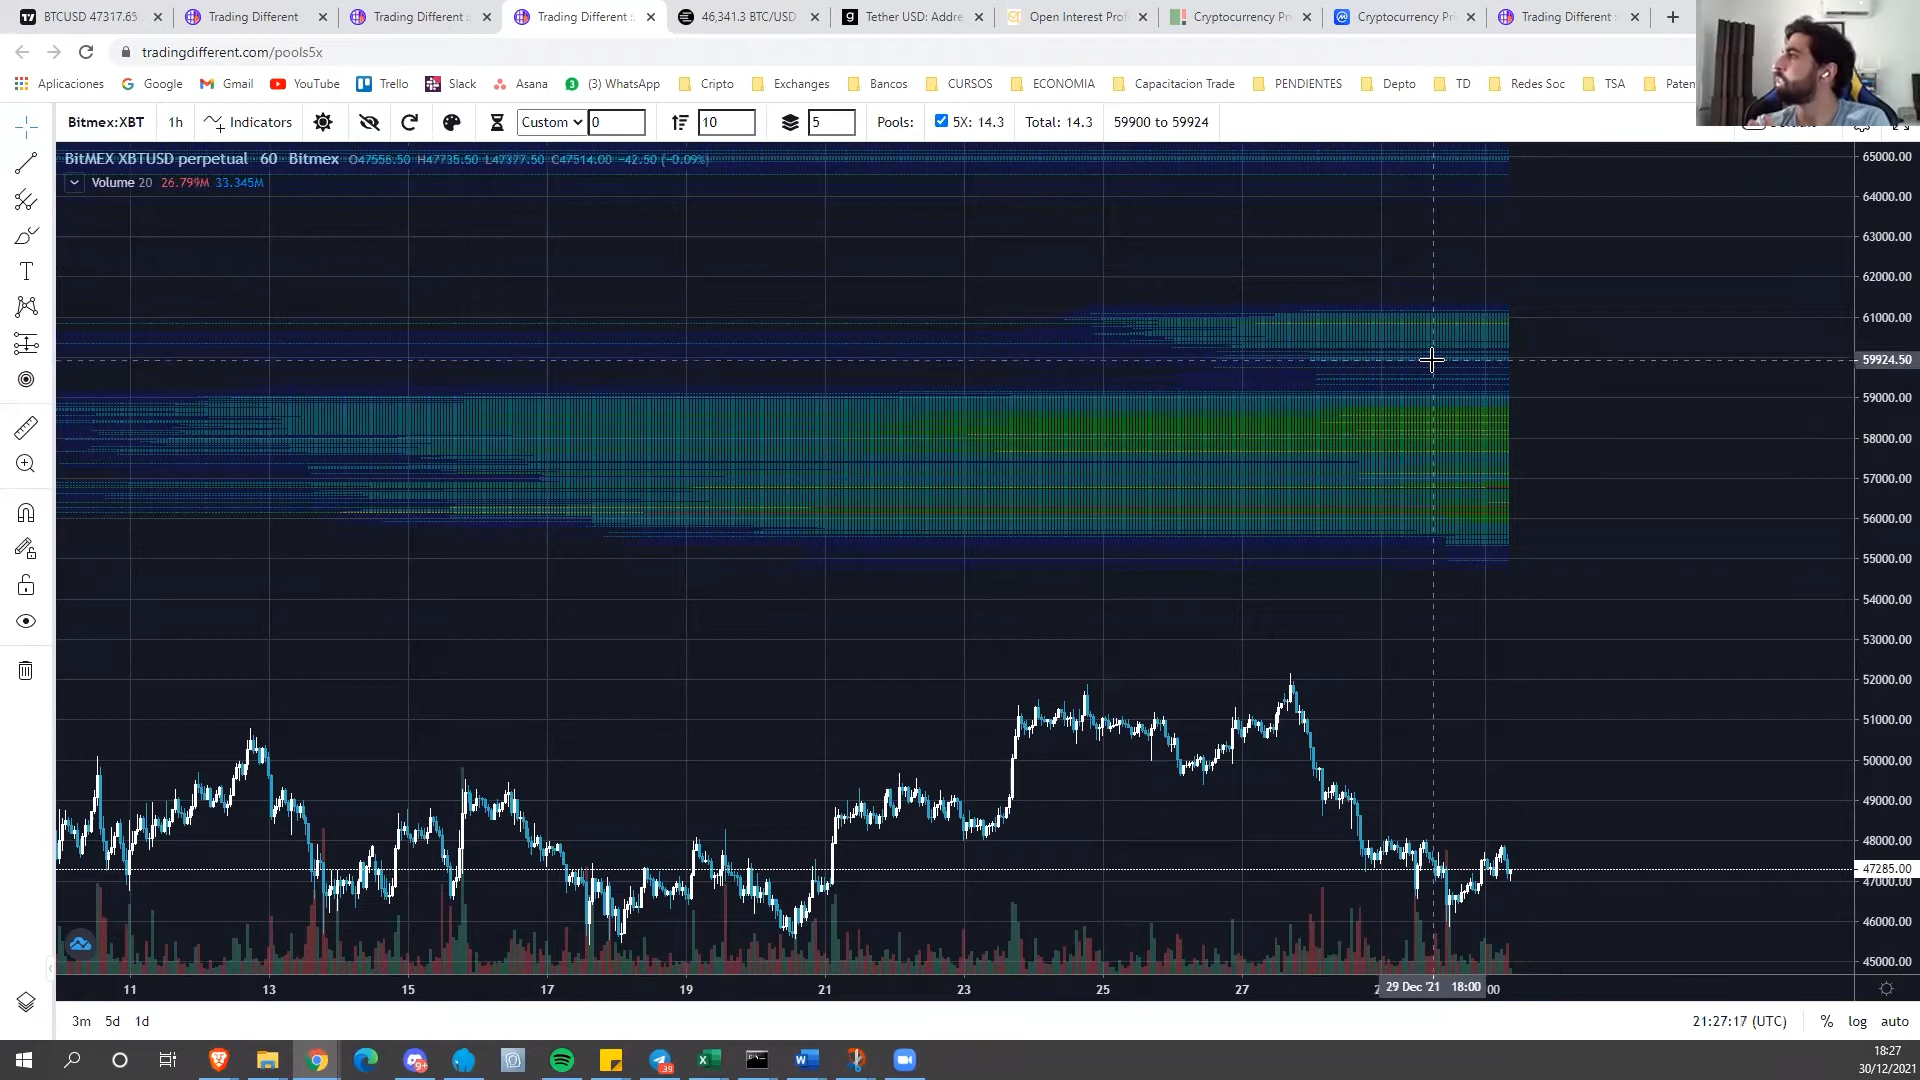 BTCUSD 47317.65
Trading Different
Trading Different :
Trading Different :
46,341.3 BTC/USD
Tether USD: Addre
Open Interest Prof
Cryptocurrency Pri
Cryptocurrency Pri
Trading Different :
tradingdifferent.com/pools5x
Aplicaciones
Google
Gmail
YouTube
Trello
Slack
Asana
(3) WhatsApp
Cripto
Exchanges
Bancos
CURSOS
ECONOMIA
Capacitacion Trade
PENDIENTES
Depto
TD
Redes Soc
TSA
Paten
Bitmex:XBT
1h
Indicators
Custom
0
10
5
Pools:
5X: 14.3
Total: 14.3
59900 to 59924
BitMEX XBTUSD perpetual 60 Bitmex O47556.50 H47735.50 L47377.50 C47514.00 −42.50 (−0.09%)
Volume 20 26.799M 33.345M
65000.00
64000.00
63000.00
62000.00
61000.00
59924.50
59000.00
58000.00
57000.00
56000.00
55000.00
54000.00
53000.00
52000.00
51000.00
50000.00
49000.00
48000.00
47285.00
47000.00
46000.00
45000.00
11
13
15
17
19
21
23
25
27
29 Dec '21 18:00
00
3m
5d
1d
21:27:17 (UTC)
%
log
auto
18:27
30/12/2021